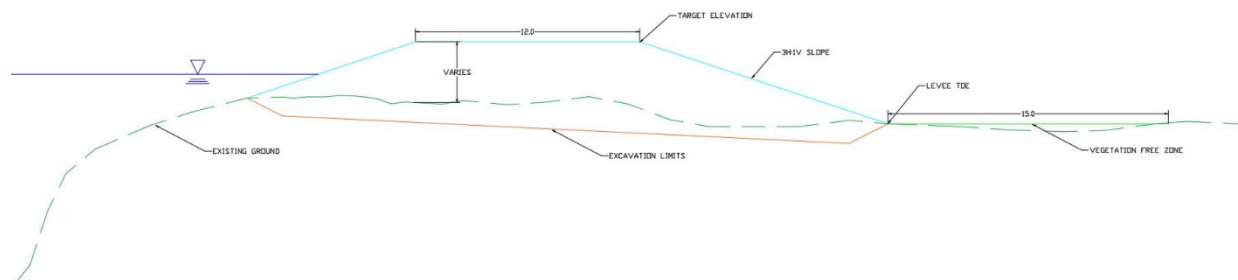 TARGET ELEVATION
12.0
3H:1V SLOPE
VARIES
LEVEE TOE
15.0
EXISTING GROUND
EXCAVATION LIMITS
VEGETATION FREE ZONE